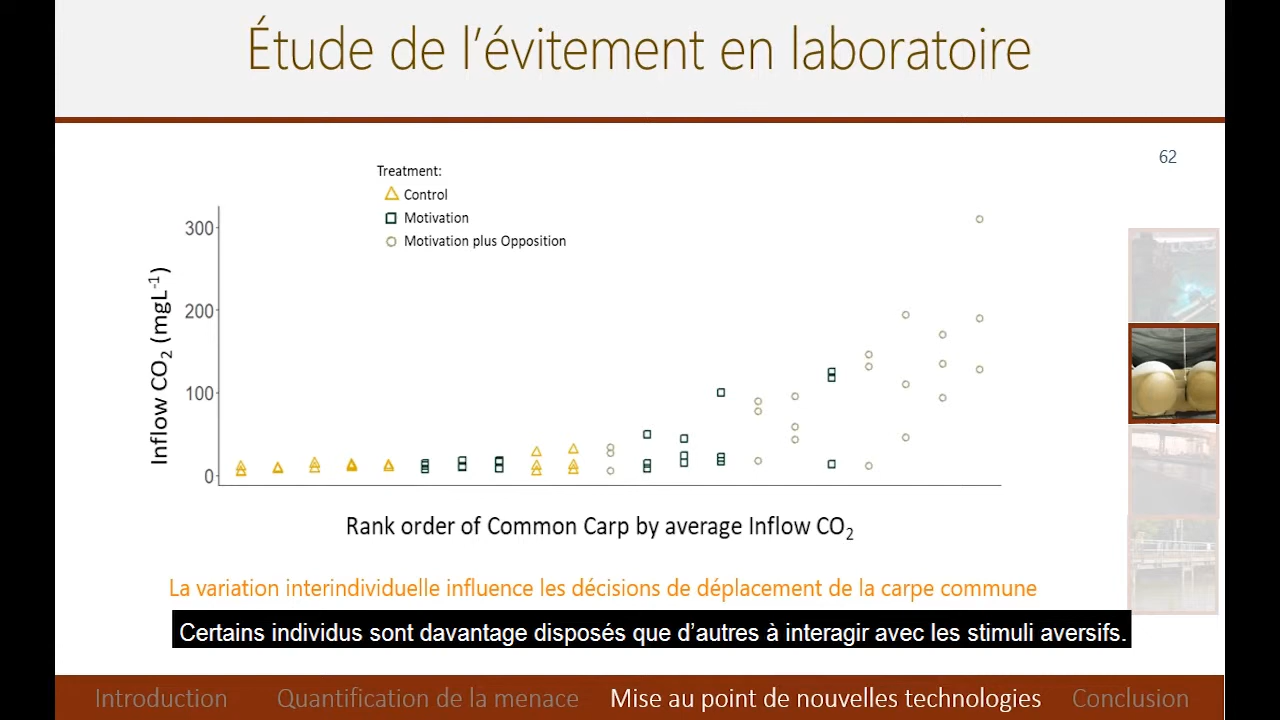 Étude de l’évitement en laboratoire
62
Treatment:
Control
Motivation
Motivation plus Opposition
300
200
100
0
Inflow CO₂ (mgL⁻¹)
Rank order of Common Carp by average Inflow CO₂
La variation interindividuelle influence les décisions de déplacement de la carpe commune
Certains individus sont davantage disposés que d’autres à interagir avec les stimuli aversifs.
Introduction Quantification de la menace Mise au point de nouvelles technologies Conclusion